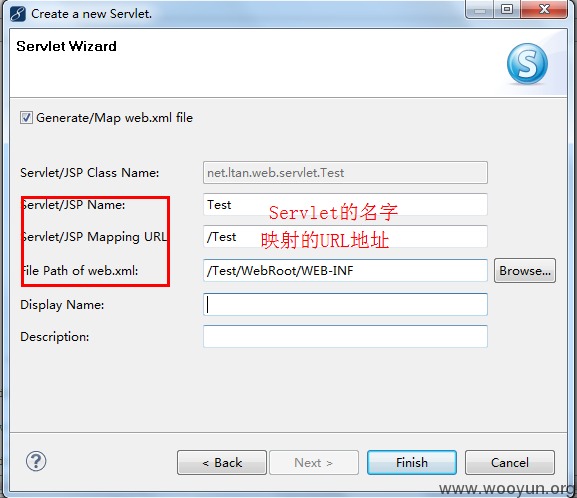 Create a new Servlet.
Servlet Wizard
S
Generate/Map web.xml file
Servlet/JSP Class Name: net.ltan.web.servlet.Test
Servlet/JSP Name: Test Servlet的名字
Servlet/JSP Mapping URL /Test 映射的URL地址
File Path of web.xml: /Test/WebRoot/WEB-INF Browse...
Display Name:
Description:
? < Back Next > Finish Cancel
www.wooyun.org